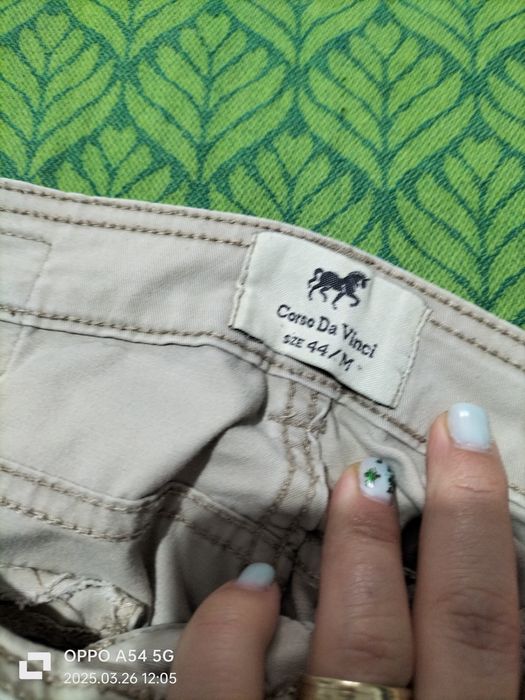 Corso Da Vinci
SIZE 44/M
OPPO A54 5G
2025.03.26 12:05